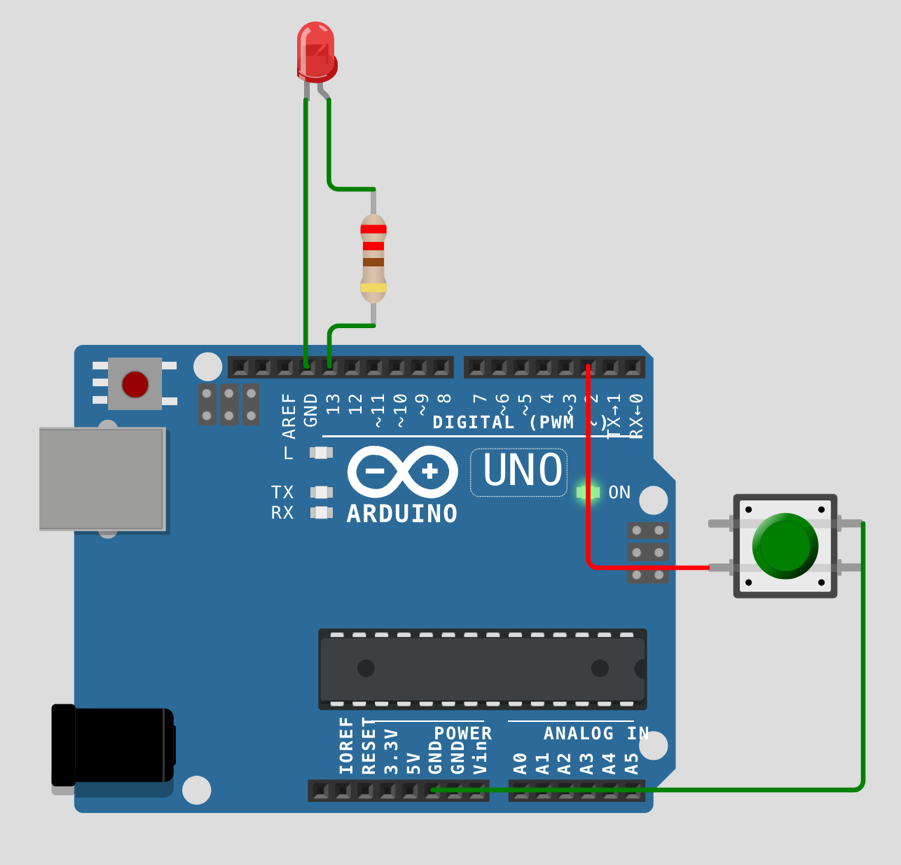 AREF
GND
13
12
~11
~10
~9
8
7
~6
~5
4
~3
2
TX→1
RX←0
DIGITAL (PWM ~)
L
TX
RX
UNO
ARDUINO
ON
IOREF
RESET
3.3V
5V
GND
GND
Vin
POWER
ANALOG IN
A0
A1
A2
A3
A4
A5